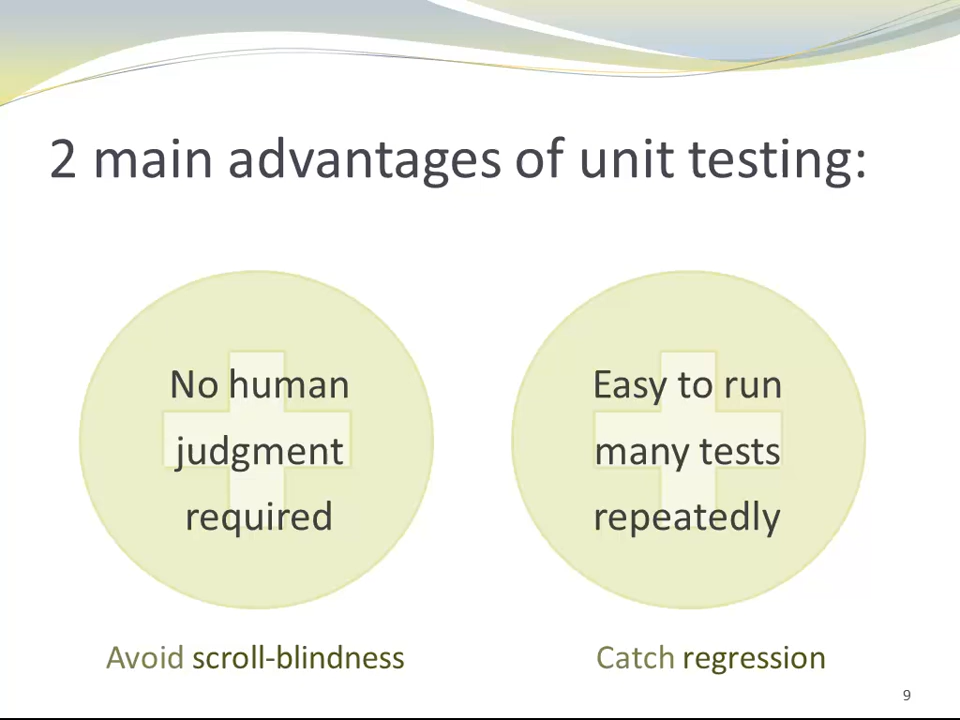 2 main advantages of unit testing:
No human
judgment
required
Easy to run
many tests
repeatedly
Avoid scroll-blindness
Catch regression
9